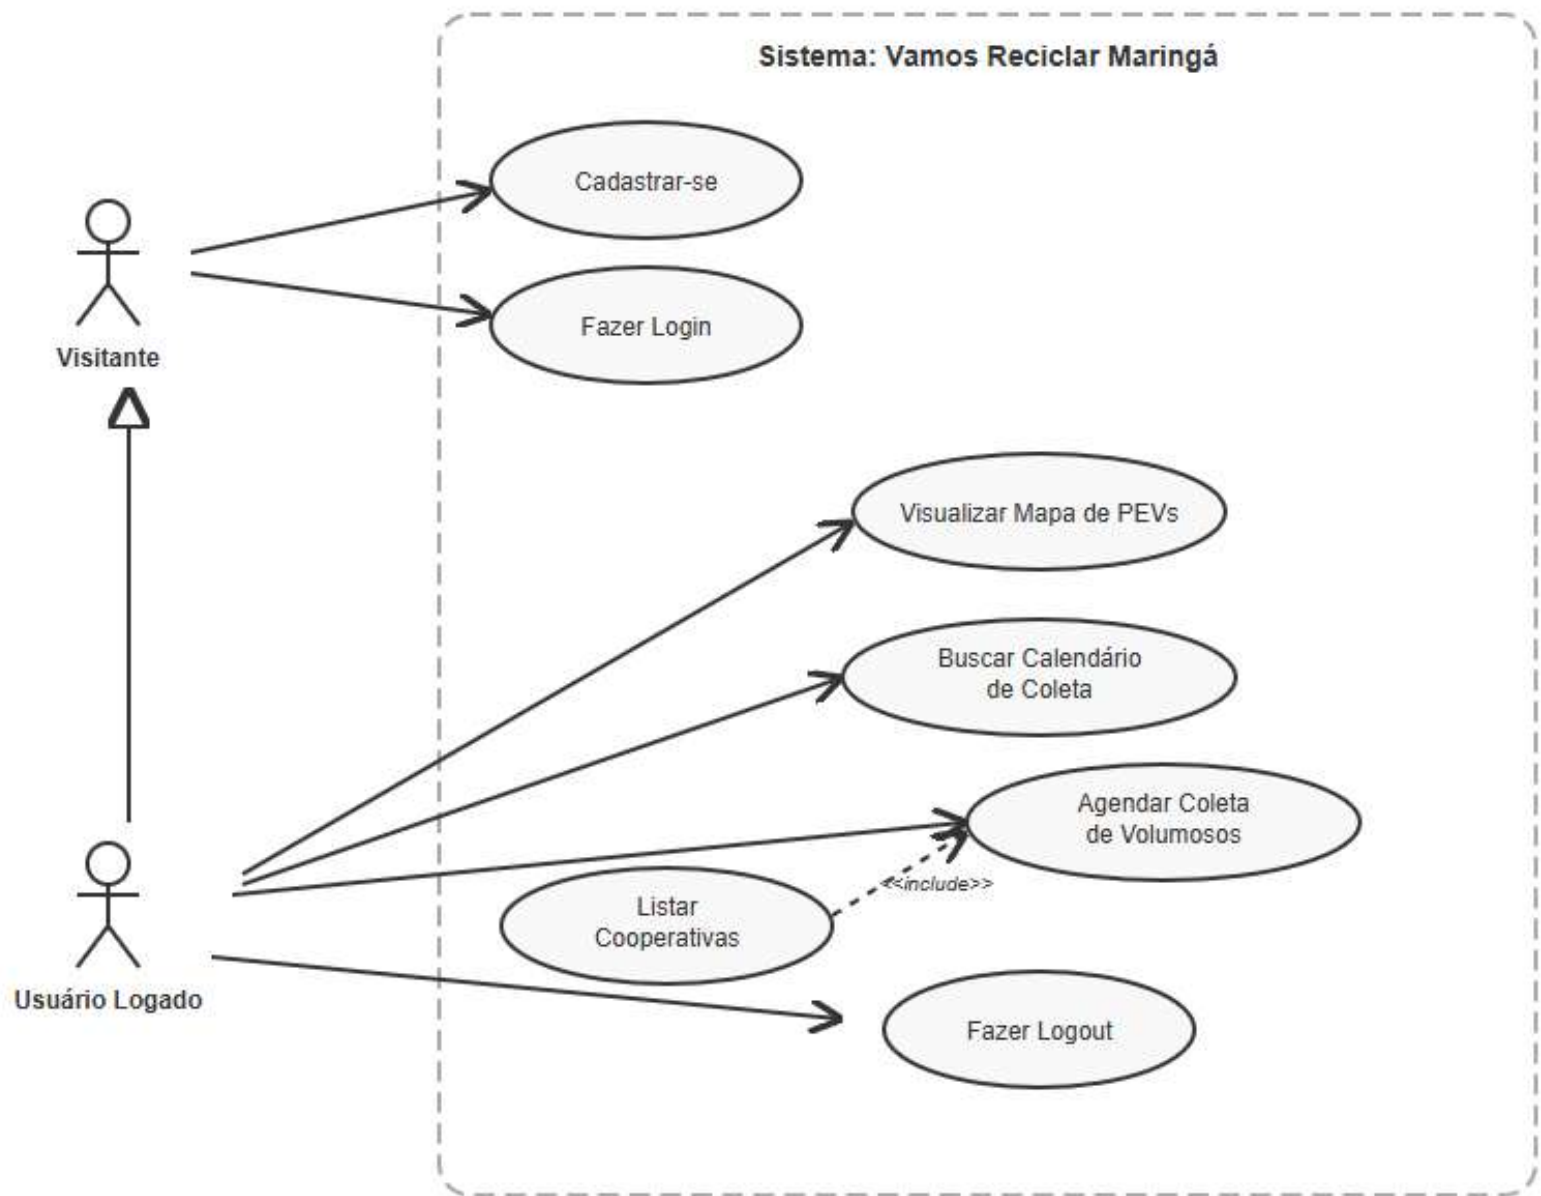 Sistema: Vamos Reciclar Maringá
Cadastrar-se
Fazer Login
Visitante
Visualizar Mapa de PEVs
Buscar Calendário
de Coleta
Agendar Coleta
de Volumosos
<<include>>
Listar
Cooperativas
Usuário Logado
Fazer Logout